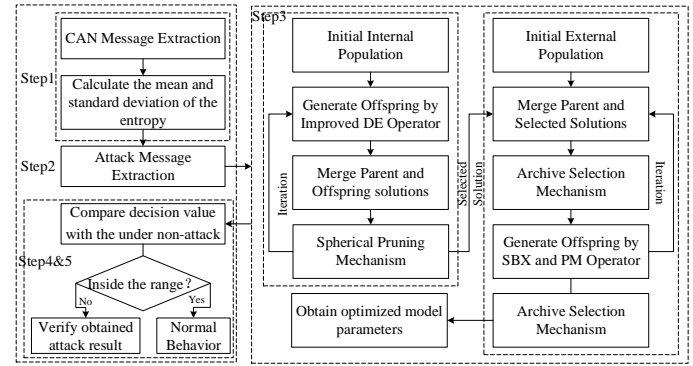 Step1
CAN Message Extraction
Calculate the mean and
standard deviation of the
entropy
Step2
Attack Message
Extraction
Step4&5
Compare decision value
with the under non-attack
Inside the range?
No
Yes
Verify obtained
attack result
Normal
Behavior
Step3
Initial Internal
Population
Generate Offspring by
Improved DE Operator
Merge Parent and
Offspring solutions
Spherical Pruning
Mechanism
Iteration
Selected
Solution
Initial External
Population
Merge Parent and
Selected Solutions
Archive Selection
Mechanism
Generate Offspring by
SBX and PM Operator
Iteration
Archive Selection
Mechanism
Obtain optimized model
parameters